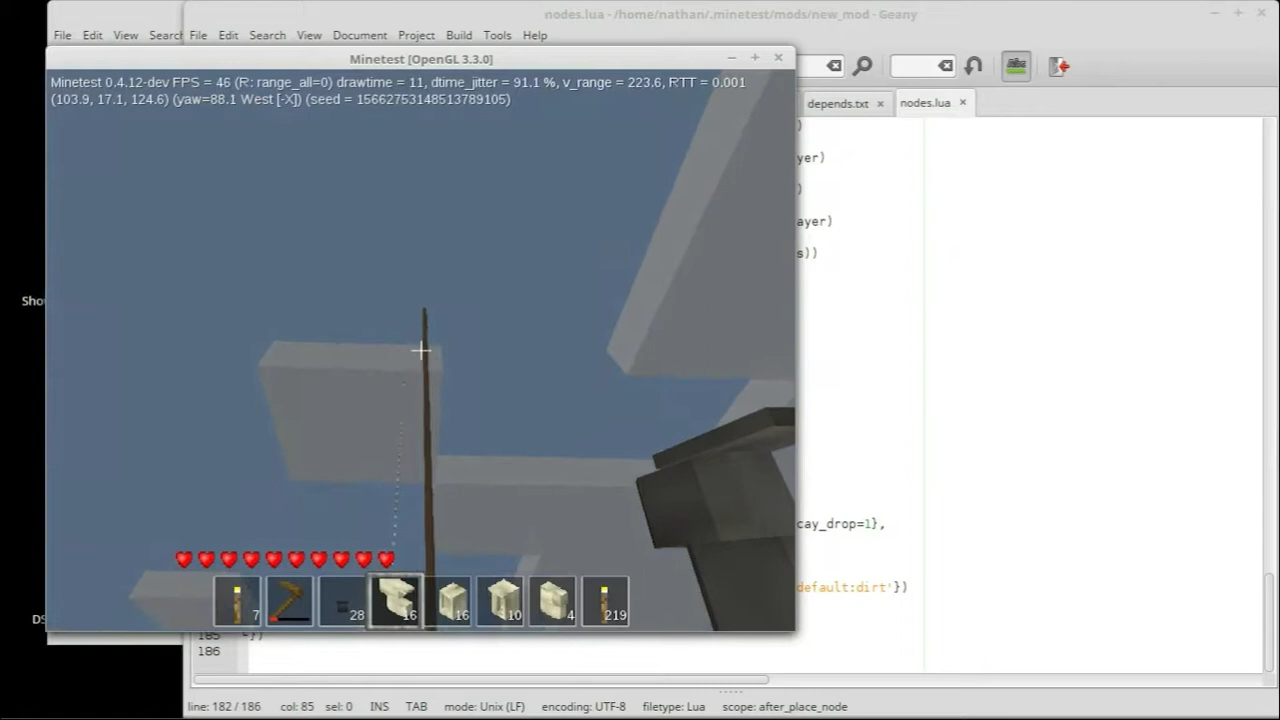 nodes.lua - /home/nathan/.minetest/mods/new_mod - Geany
File Edit View Search
File Edit Search View Document Project Build Tools Help
Minetest [OpenGL 3.3.0]
Minetest 0.4.12-dev FPS = 46 (R: range_all=0) drawtime = 11, dtime_jitter = 91.1 %, v_range = 223.6, RTT = 0.001
(103.9, 17.1, 124.6) (yaw=88.1 West [-X]) (seed = 15662753148513789105)
depends.txt nodes.lua
)
yer)
)
ayer)
s))
Sho
cay_drop=1},
default:dirt'})
7 28 16 16 10 4 219
DS
185 })
186
line: 182 / 186 col: 85 sel: 0 INS TAB mode: Unix (LF) encoding: UTF-8 filetype: Lua scope: after_place_node